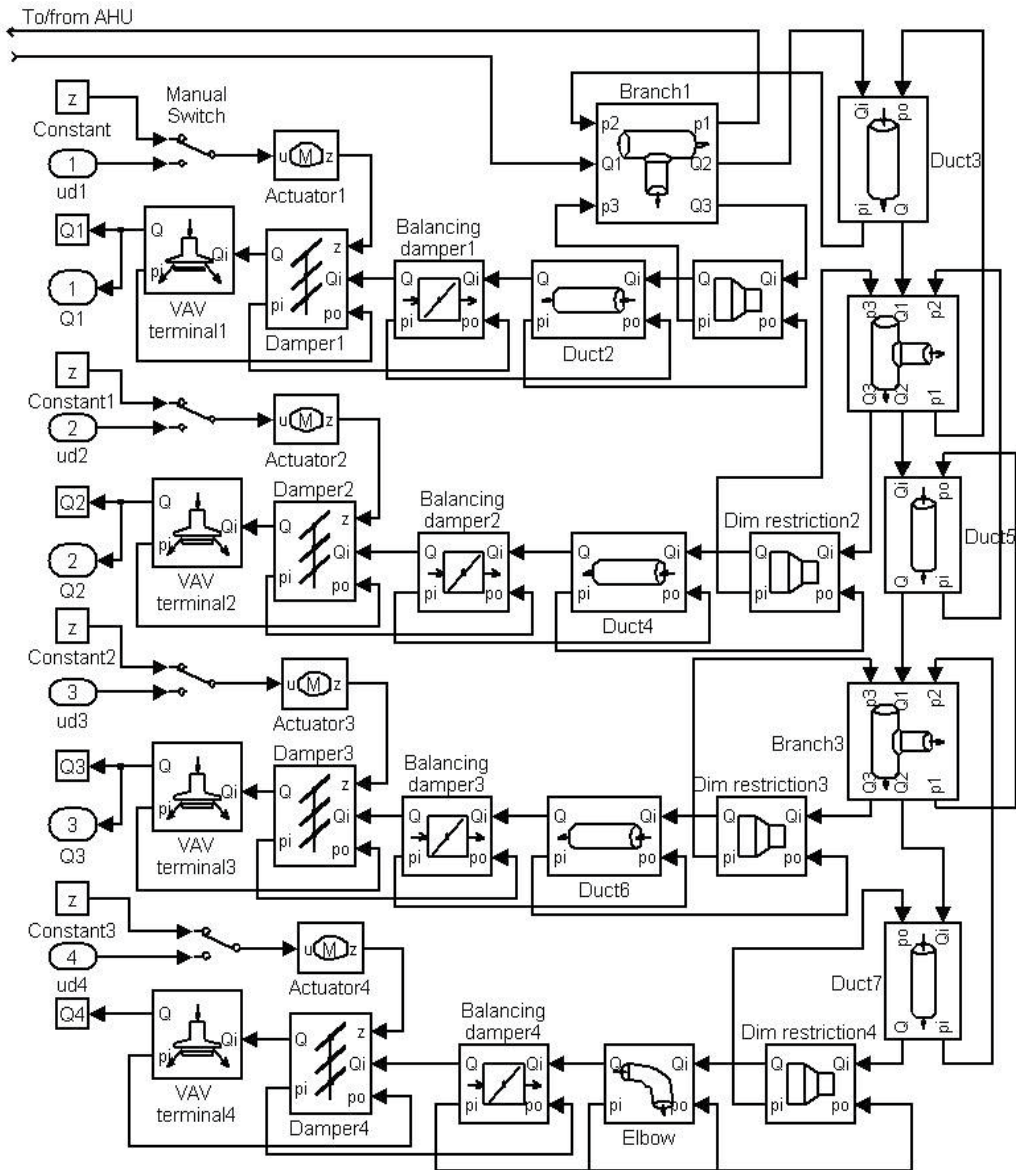 To/from AHU
z
Constant
Manual
Switch
1
ud1
u M z
Actuator1
Branch1
p2 p1
Q1 Q2
p3 Q3
Qi po
pi Q
Duct3
Q1
1
Q1
Q Qi
pi
VAV
terminal1
Q z
Qi
pi po
Damper1
Balancing
damper1
Q Qi
pi po
Q Qi
pi po
Duct2
Q Qi
pi po
p3 Q1 p2
Q3 Q2 p1
z
Constant1
2
ud2
u M z
Actuator2
Q2
2
Q2
Q Qi
pi
VAV
terminal2
Damper2
Q z
Qi
pi po
Balancing
damper2
Q Qi
pi po
Q Qi
pi po
Duct4
Dim restriction2
Q Qi
pi po
Qi po
Q pi
Duct5
z
Constant2
3
ud3
u M z
Actuator3
Q3
3
Q3
Q Qi
pi
VAV
terminal3
Damper3
Q z
Qi
pi po
Balancing
damper3
Q Qi
pi po
Q Qi
pi po
Duct6
Dim restriction3
Q Qi
pi po
Branch3
p3 Q1 p2
Q3 Q2 p1
z
Constant3
4
ud4
u M z
Actuator4
Q4
Q Qi
pi
VAV
terminal4
Q z
Qi
pi po
Damper4
Balancing
damper4
Q Qi
pi po
Q Qi
pi po
Elbow
Dim restriction4
Q Qi
pi po
po Qi
Q pi
Duct7